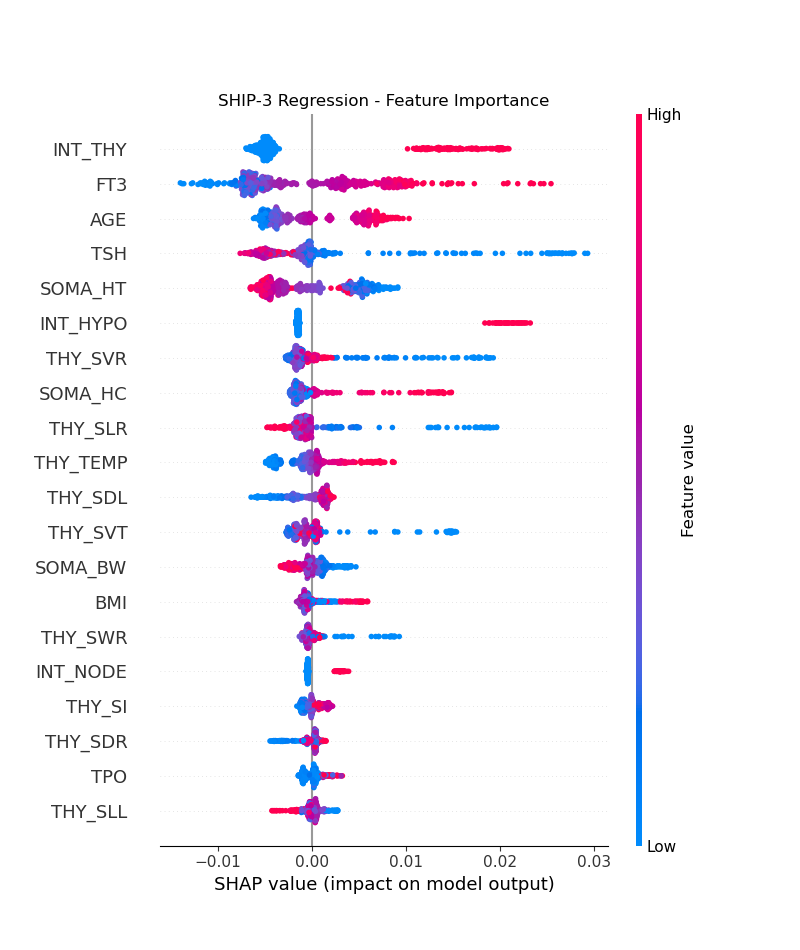 SHIP-3 Regression - Feature Importance
High
INT_THY
FT3
AGE
TSH
SOMA_HT
INT_HYPO
THY_SVR
SOMA_HC
THY_SLR
THY_TEMP
THY_SDL
THY_SVT
SOMA_BW
BMI
THY_SWR
INT_NODE
THY_SI
THY_SDR
TPO
THY_SLL
Feature value
Low
−0.01 0.00 0.01 0.02 0.03
SHAP value (impact on model output)